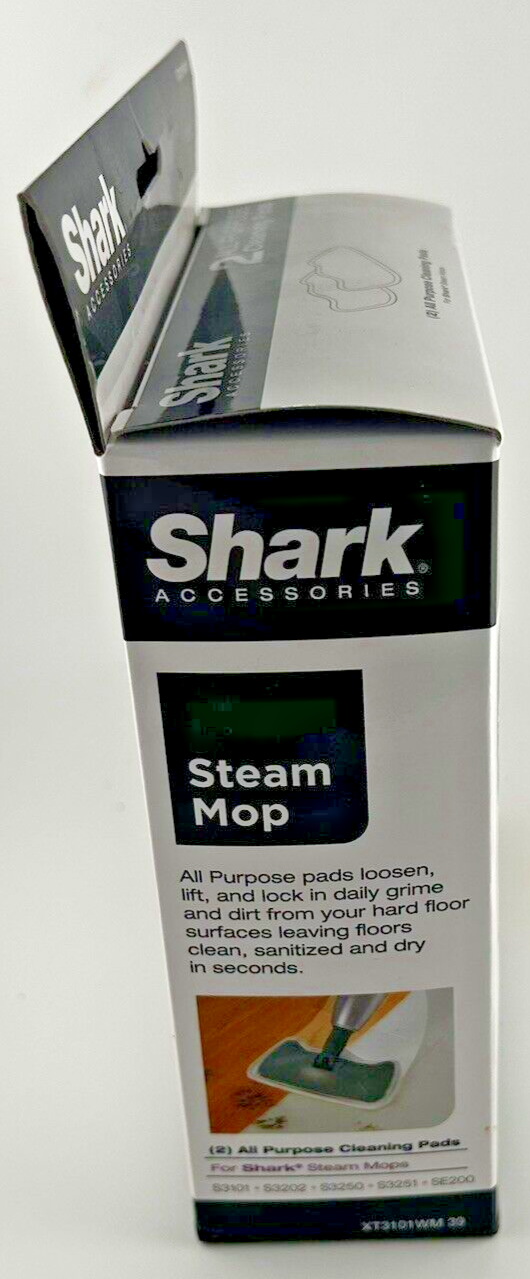 Shark
ACCESSORIES
2
Shark
ACCESSORIES
(2) All Purpose Cleaning Pads
Shark®
ACCESSORIES
Steam
Mop
All Purpose pads loosen,
lift, and lock in daily grime
and dirt from your hard floor
surfaces leaving floors
clean, sanitized and dry
in seconds.
(2) All Purpose Cleaning Pads
For Shark® Steam Mops
S3101 • S3202 • S3250 • S3251 • SE200
XT3101WM 39